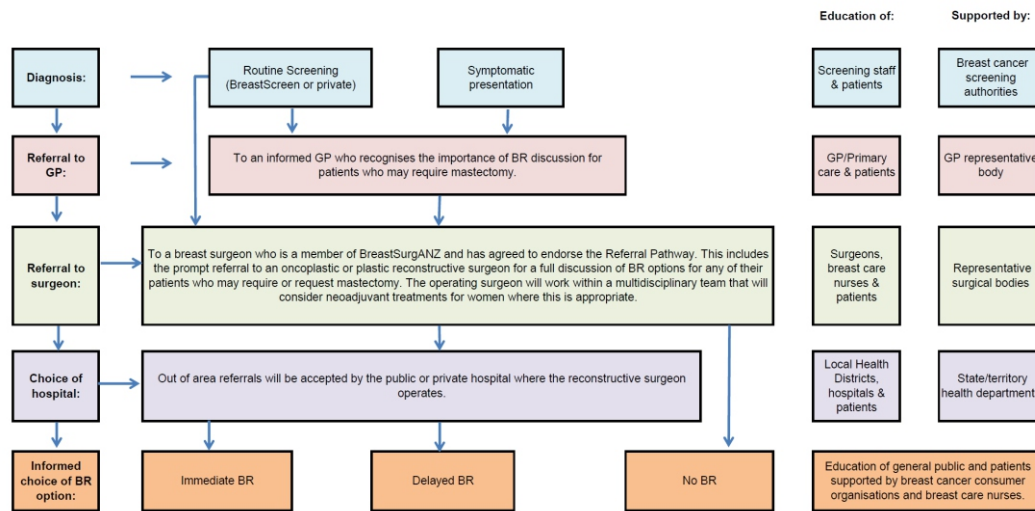 Education of:
Supported by:
Diagnosis:
Routine Screening
(BreastScreen or private)
Symptomatic
presentation
Screening staff
& patients
Breast cancer
screening
authorities
Referral to
GP:
To an informed GP who recognises the importance of BR discussion for
patients who may require mastectomy.
GP/Primary
care & patients
GP representative
body
Referral to
surgeon:
To a breast surgeon who is a member of BreastSurgANZ and has agreed to endorse the Referral Pathway. This includes
the prompt referral to an oncoplastic or plastic reconstructive surgeon for a full discussion of BR options for any of their
patients who may require or request mastectomy. The operating surgeon will work within a multidisciplinary team that will
consider neoadjuvant treatments for women where this is appropriate.
Surgeons,
breast care
nurses &
patients
Representative
surgical bodies
Choice of
hospital:
Out of area referrals will be accepted by the public or private hospital where the reconstructive surgeon
operates.
Local Health
Districts,
hospitals &
patients
State/territory
health department
Informed
choice of BR
option:
Immediate BR
Delayed BR
No BR
Education of general public and patients
supported by breast cancer consumer
organisations and breast care nurses.